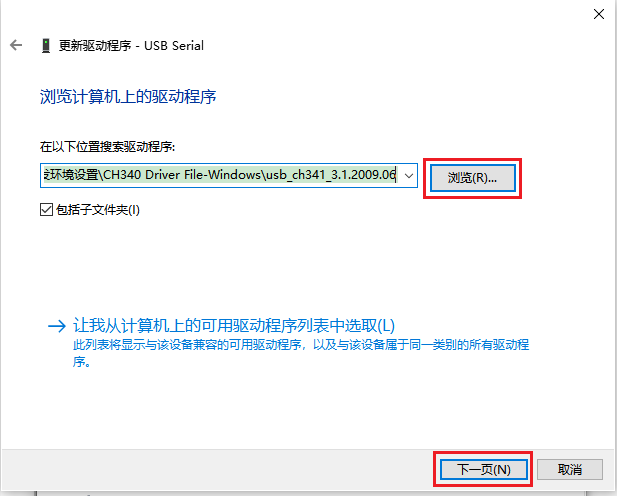 更新驱动程序 - USB Serial
浏览计算机上的驱动程序
在以下位置搜索驱动程序:
环境设置\CH340 Driver File-Windows\usb_ch341_3.1.2009.06
浏览(R)...
包括子文件夹(I)
让我从计算机上的可用驱动程序列表中选取(L)
此列表将显示与该设备兼容的可用驱动程序，以及与该设备属于同一类别的所有驱动程
序。
下一页(N)
取消